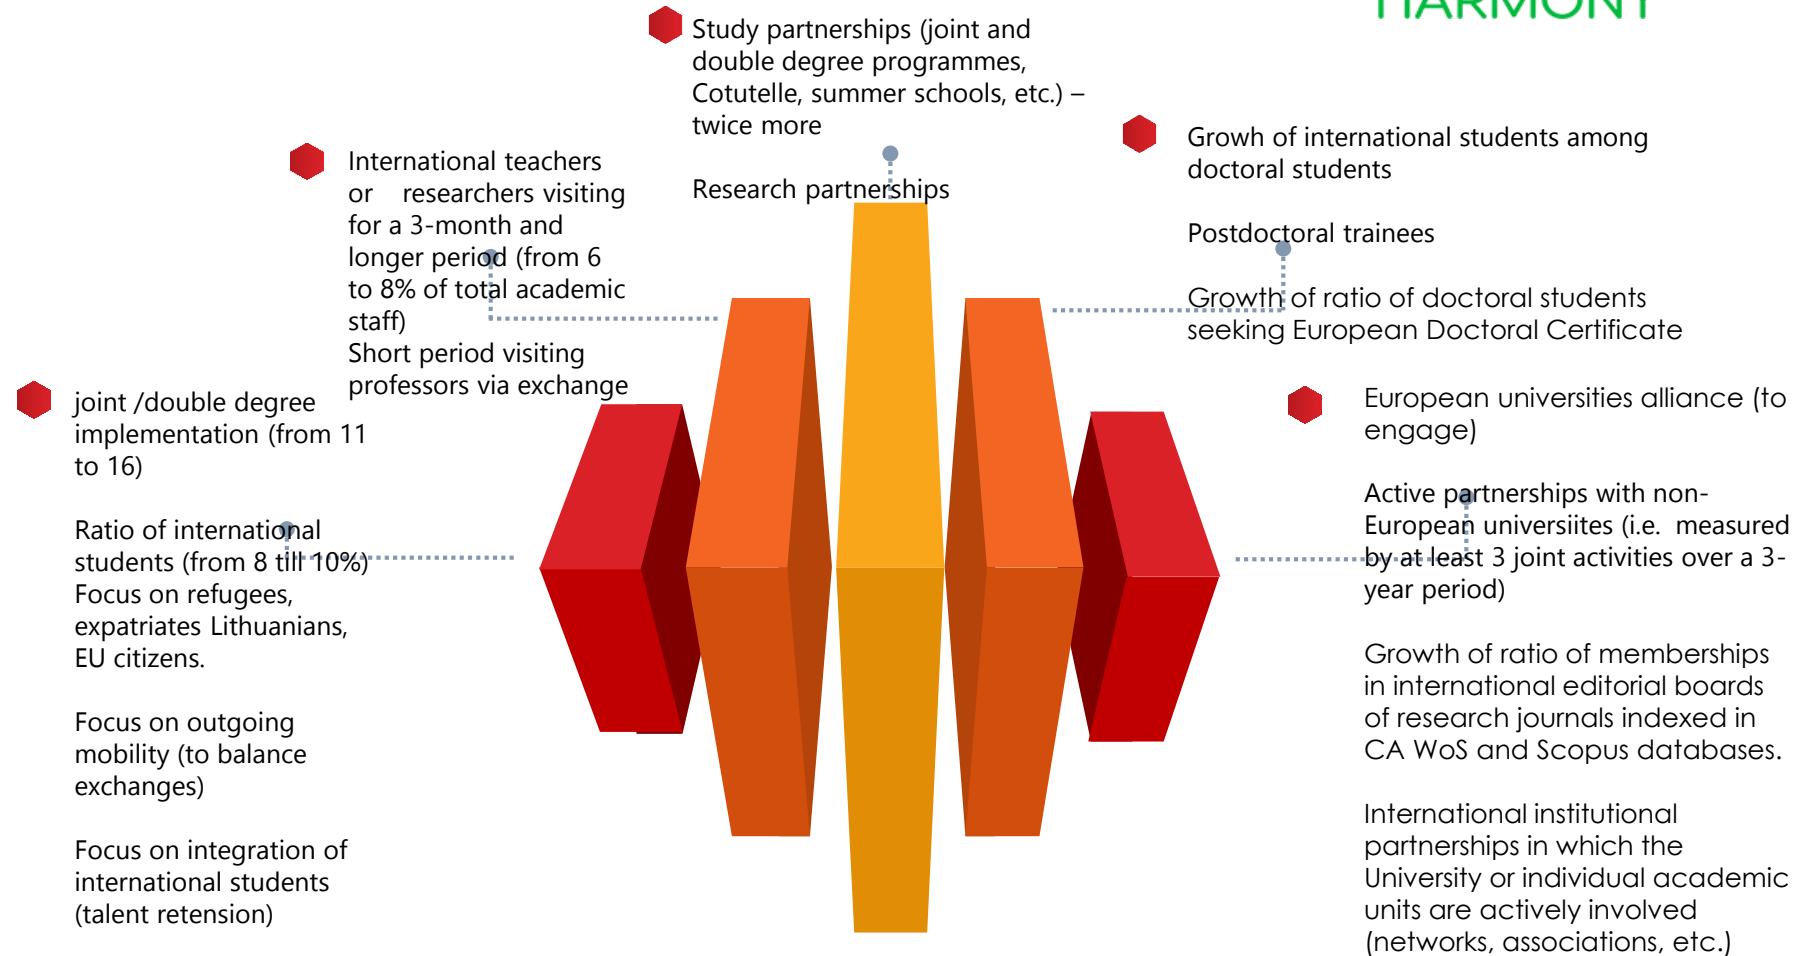 HARMONY
Study partnerships (joint and
double degree programmes,
Cotutelle, summer schools, etc.) –
twice more
Research partnerships
International teachers
or researchers visiting
for a 3-month and
longer period (from 6
to 8% of total academic
staff)
Short period visiting
professors via exchange
Growh of international students among
doctoral students
Postdoctoral trainees
Growth of ratio of doctoral students
seeking European Doctoral Certificate
joint /double degree
implementation (from 11
to 16)
Ratio of international
students (from 8 till 10%)
Focus on refugees,
expatriates Lithuanians,
EU citizens.
Focus on outgoing
mobility (to balance
exchanges)
Focus on integration of
international students
(talent retension)
European universities alliance (to
engage)
Active partnerships with non-
European universiites (i.e. measured
by at least 3 joint activities over a 3-
year period)
Growth of ratio of memberships
in international editorial boards
of research journals indexed in
CA WoS and Scopus databases.
International institutional
partnerships in which the
University or individual academic
units are actively involved
(networks, associations, etc.)